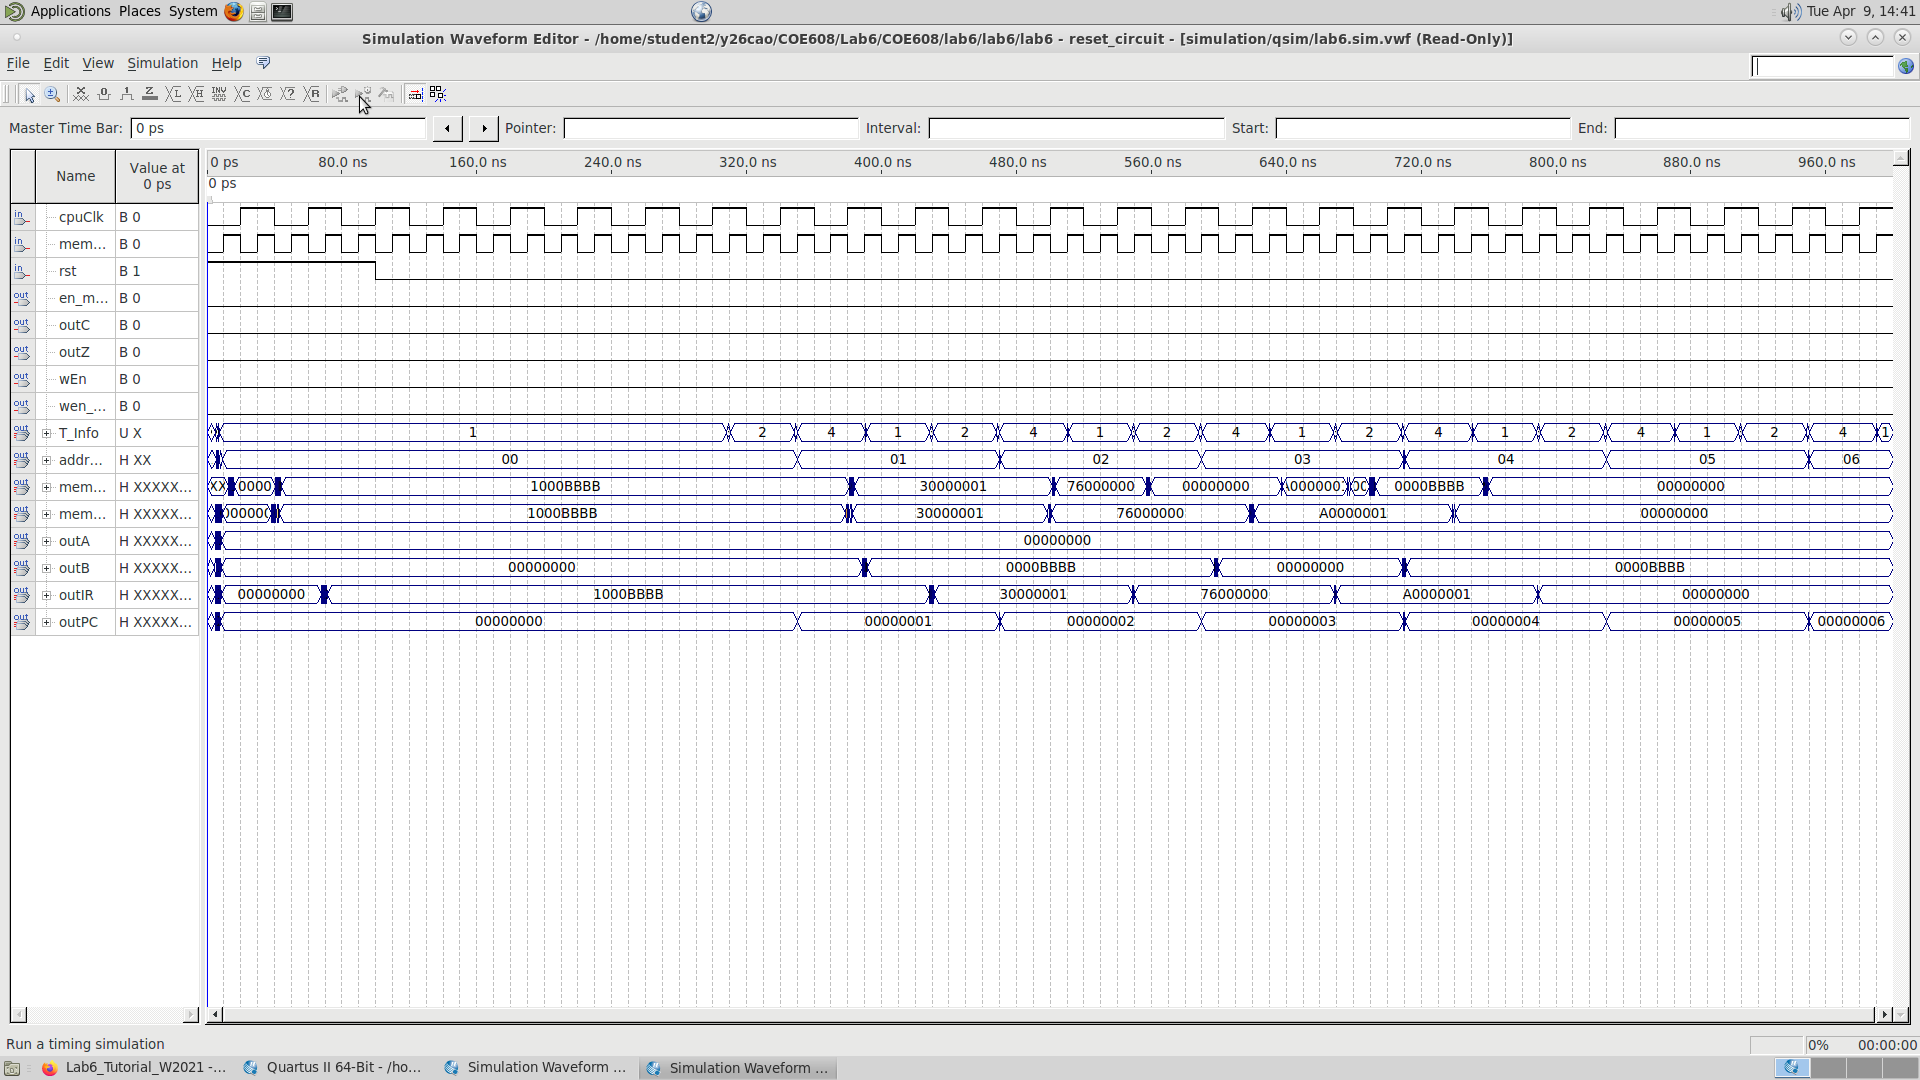 Applications Places System Tue Apr 9, 14:41
Simulation Waveform Editor - /home/student2/y26cao/COE608/Lab6/COE608/lab6/lab6/lab6 - reset_circuit - [simulation/qsim/lab6.sim.vwf (Read-Only)]
File Edit View Simulation Help
Master Time Bar: 0 ps Pointer: Interval: Start: End:
Name Value at 0 ps 0 ps 80.0 ns 160.0 ns 240.0 ns 320.0 ns 400.0 ns 480.0 ns 560.0 ns 640.0 ns 720.0 ns 800.0 ns 880.0 ns 960.0 ns
0 ps
cpuClk B 0
mem... B 0
rst B 1
en_m... B 0
outC B 0
outZ B 0
wEn B 0
wen_... B 0
T_Info U X 1 2 4 1 2 4 1 2 4 1 2 4 1 2 4 1 2 4 1
addr... H XX 00 01 02 03 04 05 06
mem... H XXXXX... XX 0000 1000BBBB 30000001 76000000 00000000 0000BBBB 00000000
mem... H XXXXX... 1000BBBB 30000001 76000000 A0000001 00000000
outA H XXXXX... 00000000
outB H XXXXX... 00000000 0000BBBB 00000000 0000BBBB
outIR H XXXXX... 00000000 1000BBBB 30000001 76000000 A0000001 00000000
outPC H XXXXX... 00000000 00000001 00000002 00000003 00000004 00000005 00000006
Run a timing simulation 0% 00:00:00
Lab6_Tutorial_W2021 -... Quartus II 64-Bit - /ho... Simulation Waveform ... Simulation Waveform ...